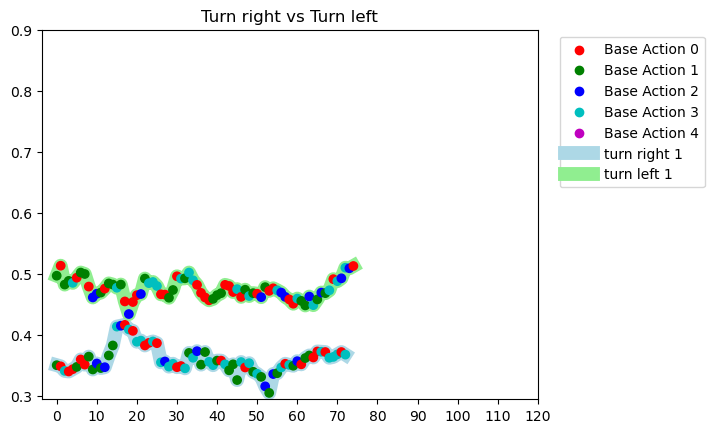 Turn right vs Turn left
0.9
0.8
0.7
0.6
0.5
0.4
0.3
0 10 20 30 40 50 60 70 80 90 100 110 120
Base Action 0
Base Action 1
Base Action 2
Base Action 3
Base Action 4
turn right 1
turn left 1